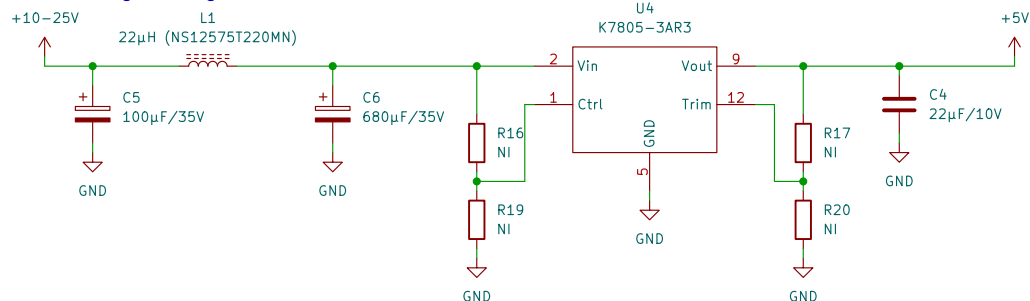 +10-25V
L1
22µH (NS12575T220MN)
U4
K7805-3AR3
+5V
2
Vin
Vout
9
1
Ctrl
Trim
12
GND
5
C5
100µF/35V
C6
680µF/35V
R16
NI
R17
NI
C4
22µF/10V
GND
GND
GND
R19
NI
R20
NI
GND
GND
GND